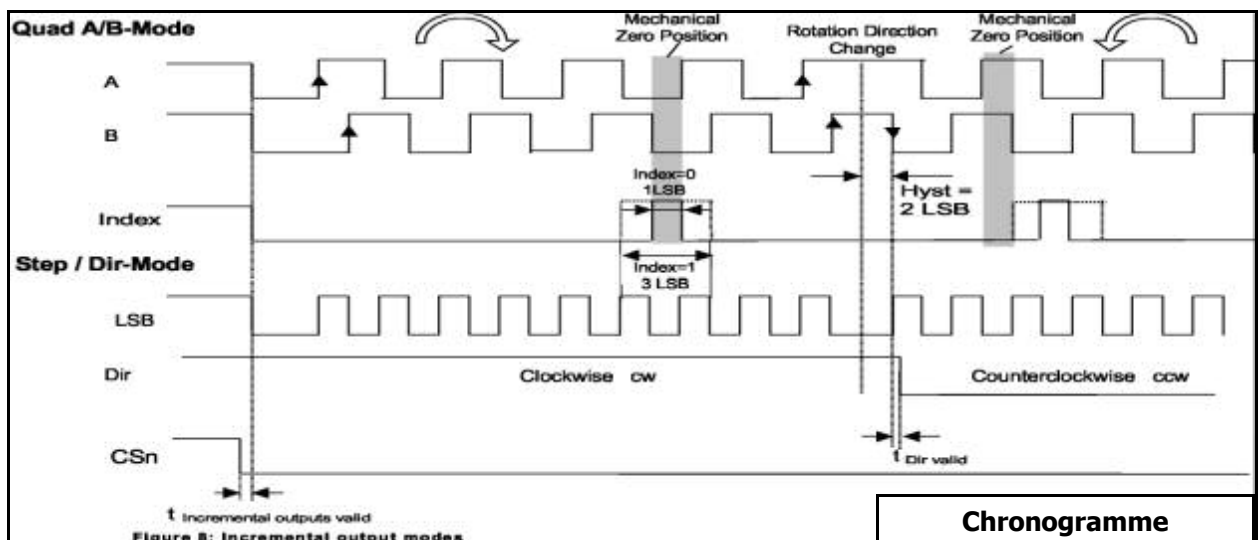 Quad A/B-Mode
Mechanical
Zero Position
Rotation Direction
Change
Mechanical
Zero Position
A
B
Index=0
1LSB
Hyst =
2 LSB
Index
Step / Dir-Mode
Index=1
3 LSB
LSB
Dir
Clockwise cw
Counterclockwise ccw
CSn
t Dir valid
t Incremental outputs valid
Figure 8: Incremental output modes
Chronogramme